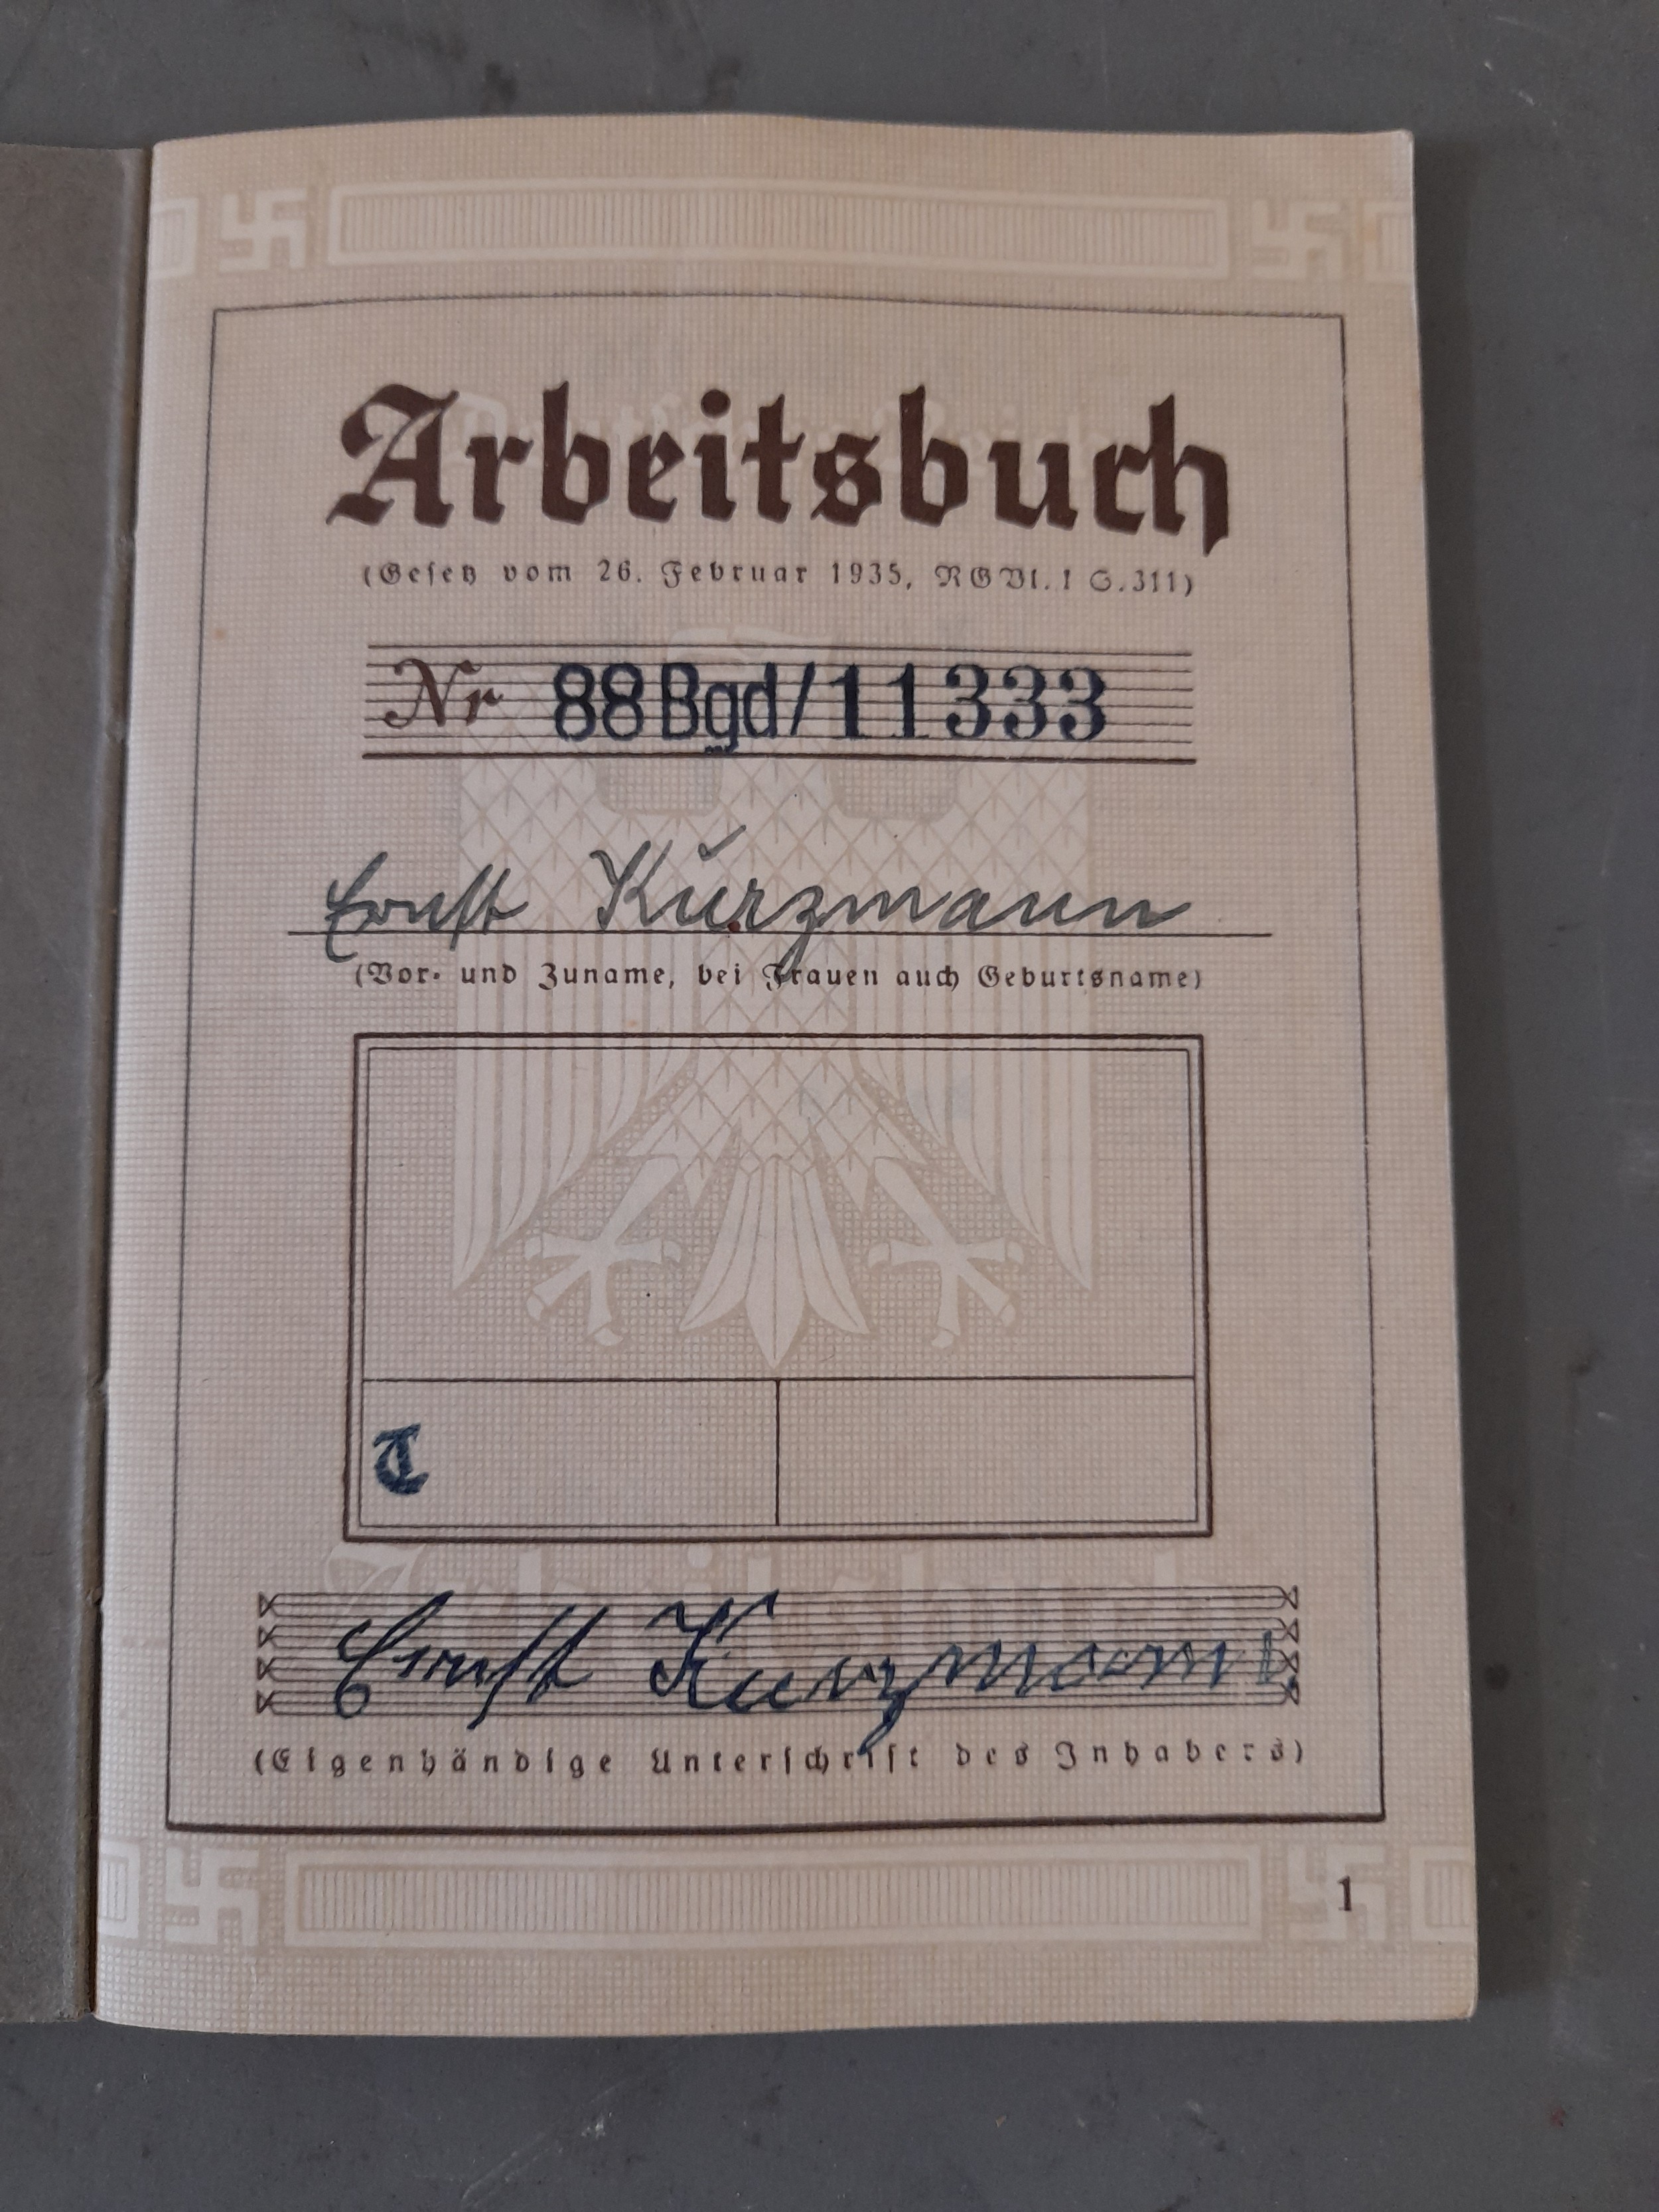 Arbeitsbuch
(Gesetz vom 26. Februar 1935, RGBl. I S. 311)
Nr 88 Bgd/11333
Ernst Kurzmann
(Vor- und Zuname, bei Frauen auch Geburtsname)
T
Ernst Kurzmann
(Eigenhändige Unterschrift des Inhabers)
1